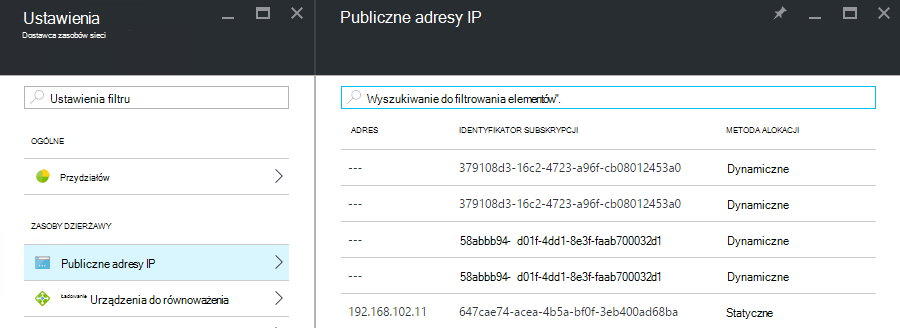 Ustawienia
Dostawca zasobów sieci
Ustawienia filtru
OGÓLNE
Przydziałów
ZASOBY DZIERŻAWY
Publiczne adresy IP
Ładowanie Urządzenia do równoważenia
Publiczne adresy IP
Wyszukiwanie do filtrowania elementów".
ADRES IDENTYFIKATOR SUBSKRYPCJI METODA ALOKACJI
--- 379108d3-16c2-4723-a96f-cb08012453a0 Dynamiczne
--- 379108d3-16c2-4723-a96f-cb08012453a0 Dynamiczne
--- 58abbb94- d01f-4dd1-8e3f-faab700032d1 Dynamiczne
--- 58abbb94- d01f-4dd1-8e3f-faab700032d1 Dynamiczne
192.168.102.11 647cae74-acea-4b5a-bf0f-3eb400ad68ba Statyczne